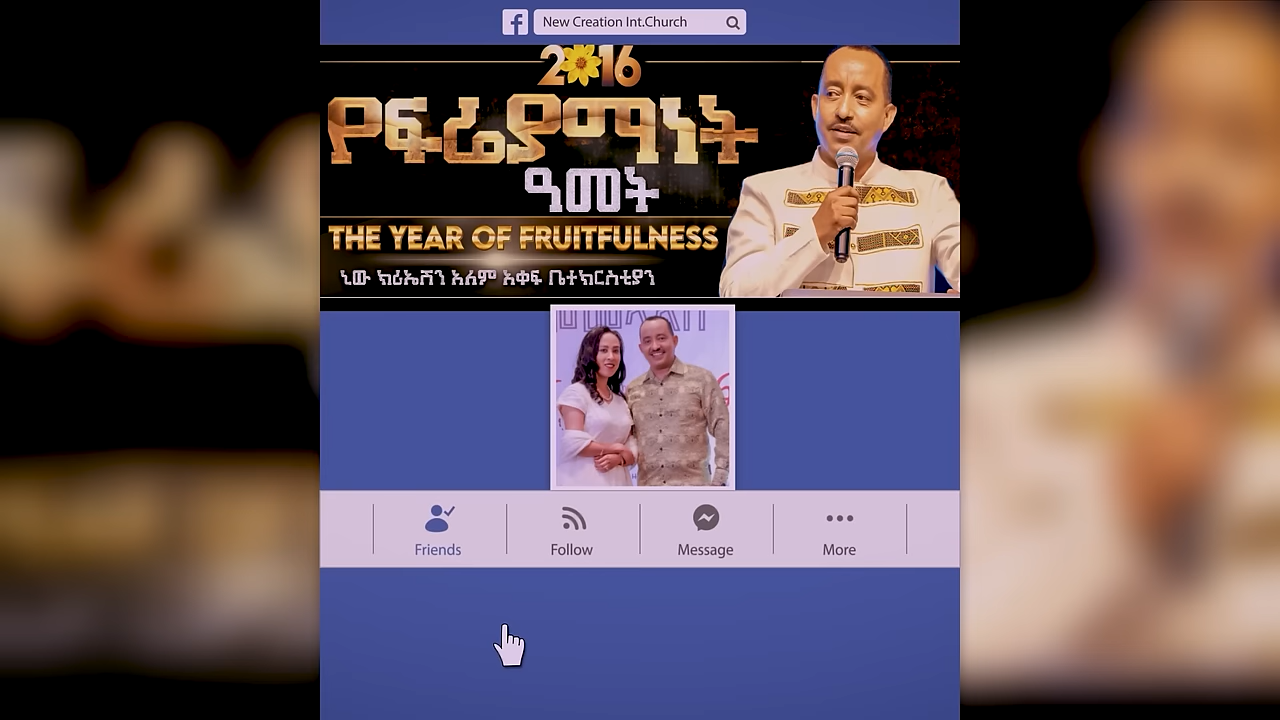 New Creation Int.Church
2016
የፍሬያማነት
ዓመት
THE YEAR OF FRUITFULNESS
ኒው ክሪኤሽን አለም አቀፍ ቤተክርስቲያን
Friends
Follow
Message
More